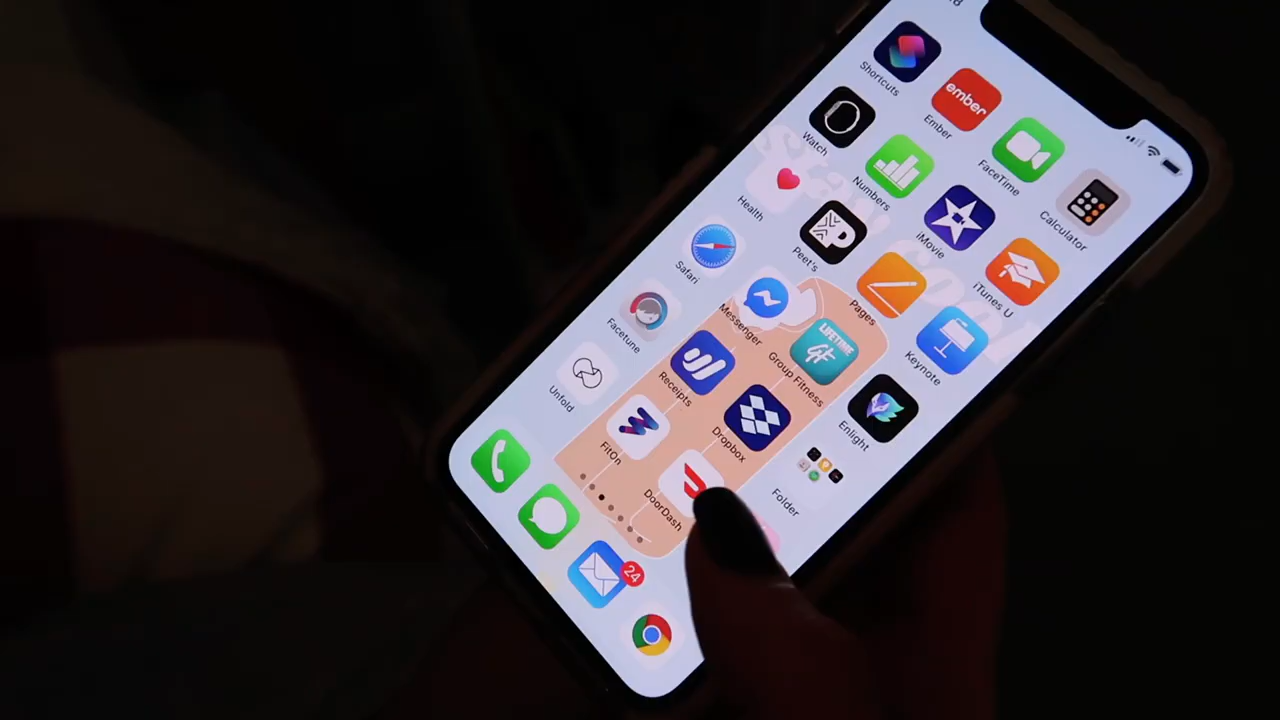 Shortcuts
Ember
FaceTime
Calculator
Watch
Numbers
iMovie
iTunes U
Health
Peet's
Pages
Keynote
Safari
Messenger
Group Fitness
Enlight
Facetune
Receipts
Dropbox
Folder
Unfold
FitOn
DoorDash
ember
LIFETIME
GF
24